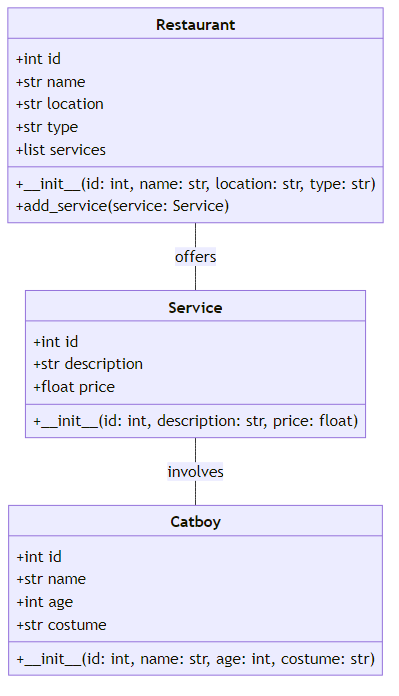 Restaurant
+int id
+str name
+str location
+str type
+list services
+__init__(id: int, name: str, location: str, type: str)
+add_service(service: Service)
offers
Service
+int id
+str description
+float price
+__init__(id: int, description: str, price: float)
involves
Catboy
+int id
+str name
+int age
+str costume
+__init__(id: int, name: str, age: int, costume: str)